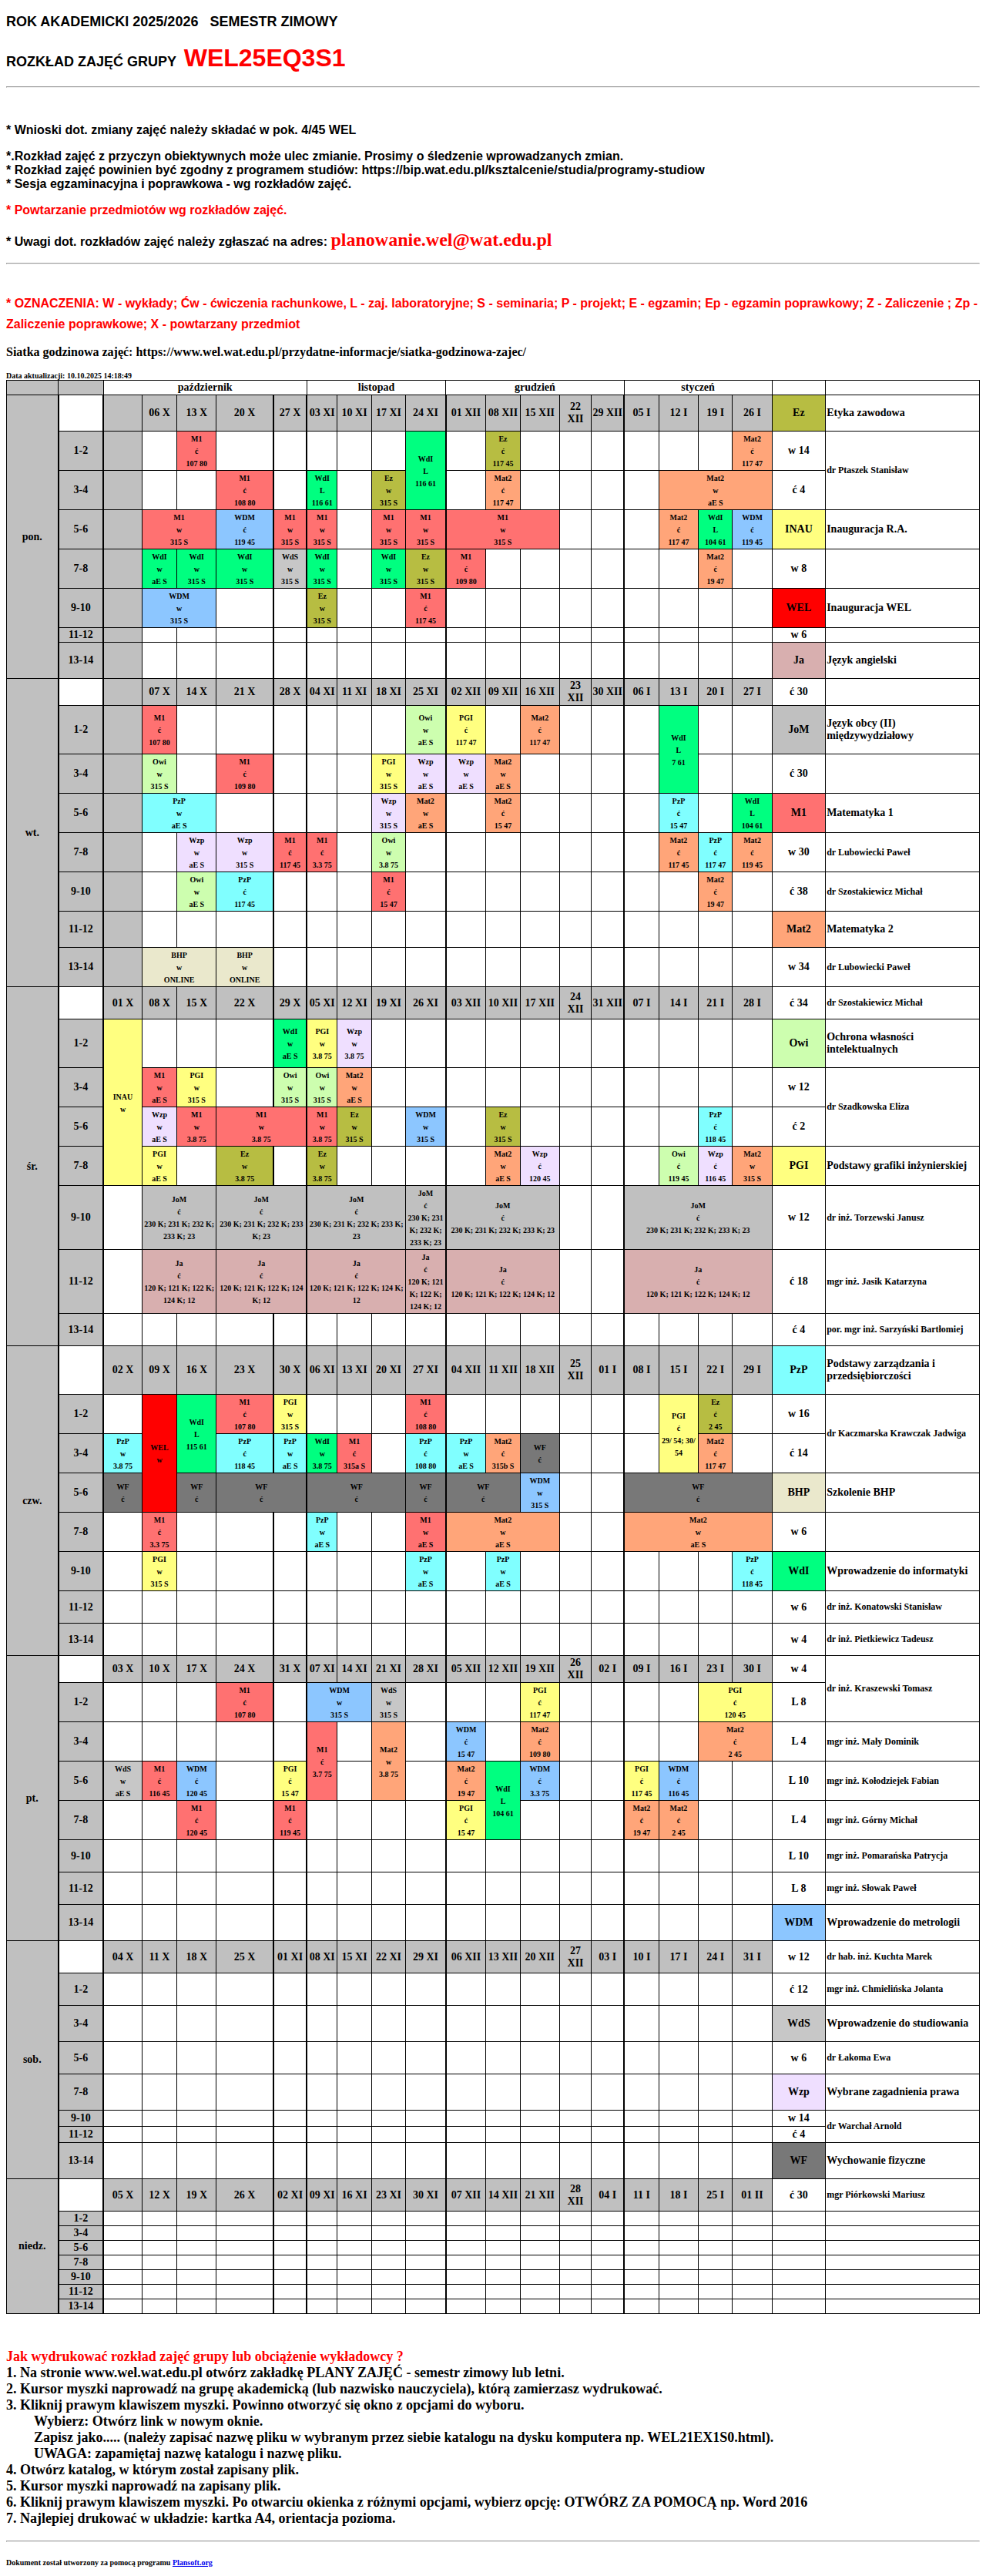 ROK AKADEMICKI 2025/2026   SEMESTR ZIMOWY
ROZKŁAD ZAJĘĆ GRUPY  WEL25EQ3S1
* Wnioski dot. zmiany zajęć należy składać w pok. 4/45 WEL
*.Rozkład zajęć z przyczyn obiektywnych może ulec zmianie. Prosimy o śledzenie wprowadzanych zmian.
* Rozkład zajęć powinien być zgodny z programem studiów: https://bip.wat.edu.pl/ksztalcenie/studia/programy-studiow
* Sesja egzaminacyjna i poprawkowa - wg rozkładów zajęć.
* Powtarzanie przedmiotów wg rozkładów zajęć.
* Uwagi dot. rozkładów zajęć należy zgłaszać na adres: planowanie.wel@wat.edu.pl
* OZNACZENIA: W - wykłady; Ćw - ćwiczenia rachunkowe, L - zaj. laboratoryjne; S - seminaria; P - projekt; E - egzamin; Ep - egzamin poprawkowy; Z - Zaliczenie ; Zp -
Zaliczenie poprawkowe; X - powtarzany przedmiot
Siatka godzinowa zajęć: https://www.wel.wat.edu.pl/przydatne-informacje/siatka-godzinowa-zajec/
Data aktualizacji: 10.10.2025 14:18:49
październik listopad grudzień styczeń
pon. 06 X 13 X 20 X 27 X 03 XI 10 XI 17 XI 24 XI 01 XII 08 XII 15 XII 22 XII 29 XII 05 I 12 I 19 I 26 I Ez Etyka zawodowa
1-2 M1 ć 107 80 WdI L 116 61 Ez ć 117 45 Mat2 ć 117 47 w 14 dr Ptaszek Stanisław
3-4 M1 ć 108 80 WdI L 116 61 Ez w 315 S Mat2 ć 117 47 Mat2 w aE S ć 4
5-6 M1 w 315 S WDM ć 119 45 M1 w 315 S M1 w 315 S M1 w 315 S M1 w 315 S M1 w 315 S Mat2 ć 117 47 WdI L 104 61 WDM ć 119 45 INAU Inauguracja R.A.
7-8 WdI w aE S WdI w 315 S WdI w 315 S WdS w 315 S WdI w 315 S WdI w 315 S Ez w 315 S M1 ć 109 80 Mat2 ć 19 47 w 8
9-10 WDM w 315 S Ez w 315 S M1 ć 117 45 WEL Inauguracja WEL
11-12 w 6
13-14 Ja Język angielski
wt. 07 X 14 X 21 X 28 X 04 XI 11 XI 18 XI 25 XI 02 XII 09 XII 16 XII 23 XII 30 XII 06 I 13 I 20 I 27 I ć 30
1-2 M1 ć 107 80 Owi w aE S PGI ć 117 47 Mat2 ć 117 47 WdI L 7 61 JoM Język obcy (II) międzywydziałowy
3-4 Owi w 315 S M1 ć 109 80 PGI w 315 S Wzp w aE S Wzp w aE S Mat2 w aE S ć 30
5-6 PzP w aE S Wzp w 315 S Mat2 w aE S Mat2 ć 15 47 PzP ć 15 47 WdI L 104 61 M1 Matematyka 1
7-8 Wzp w aE S Wzp w 315 S M1 ć 117 45 M1 ć 3.3 75 Owi w 3.8 75 Mat2 ć 117 45 PzP ć 117 47 Mat2 ć 119 45 w 30 dr Lubowiecki Paweł
9-10 Owi w aE S PzP ć 117 45 M1 ć 15 47 Mat2 ć 19 47 ć 38 dr Szostakiewicz Michał
11-12 Mat2 Matematyka 2
13-14 BHP w ONLINE BHP w ONLINE w 34 dr Lubowiecki Paweł
śr. 01 X 08 X 15 X 22 X 29 X 05 XI 12 XI 19 XI 26 XI 03 XII 10 XII 17 XII 24 XII 31 XII 07 I 14 I 21 I 28 I ć 34 dr Szostakiewicz Michał
1-2 INAU w WdI w aE S PGI w 3.8 75 Wzp w 3.8 75 Owi Ochrona własności intelektualnych
3-4 M1 w aE S PGI w 315 S Owi w 315 S Owi w 315 S Mat2 w aE S w 12 dr Szadkowska Eliza
5-6 Wzp w aE S M1 w 3.8 75 M1 w 3.8 75 M1 w 3.8 75 Ez w 315 S WDM w 315 S Ez w 315 S PzP ć 118 45 ć 2
7-8 PGI w aE S Ez w 3.8 75 Ez w 3.8 75 Mat2 w aE S Wzp ć 120 45 Owi ć 119 45 Wzp ć 116 45 Mat2 w 315 S PGI Podstawy grafiki inżynierskiej
9-10 JoM ć 230 K; 231 K; 232 K; 233 K; 23 JoM ć 230 K; 231 K; 232 K; 233 K; 23 JoM ć 230 K; 231 K; 232 K; 233 K; 23 JoM ć 230 K; 231 K; 232 K; 233 K; 23 JoM ć 230 K; 231 K; 232 K; 233 K; 23 JoM ć 230 K; 231 K; 232 K; 233 K; 23 w 12 dr inż. Torzewski Janusz
11-12 Ja ć 120 K; 121 K; 122 K; 124 K; 12 Ja ć 120 K; 121 K; 122 K; 124 K; 12 Ja ć 120 K; 121 K; 122 K; 124 K; 12 Ja ć 120 K; 121 K; 122 K; 124 K; 12 Ja ć 120 K; 121 K; 122 K; 124 K; 12 Ja ć 120 K; 121 K; 122 K; 124 K; 12 ć 18 mgr inż. Jasik Katarzyna
13-14 ć 4 por. mgr inż. Sarzyński Bartłomiej
czw. 02 X 09 X 16 X 23 X 30 X 06 XI 13 XI 20 XI 27 XI 04 XII 11 XII 18 XII 25 XII 01 I 08 I 15 I 22 I 29 I PzP Podstawy zarządzania i przedsiębiorczości
1-2 WEL w WdI L 115 61 M1 ć 107 80 PGI w 315 S M1 ć 108 80 PGI ć 29/ 54; 30/ 54 Ez ć 2 45 w 16 dr Kaczmarska Krawczak Jadwiga
3-4 PzP w 3.8 75 PzP ć 118 45 PzP w aE S WdI w 3.8 75 M1 ć 315a S PzP ć 108 80 PzP w aE S Mat2 ć 315b S WF ć Mat2 ć 117 47 ć 14
5-6 WF ć WF ć WF ć WF ć WF ć WF ć WDM w 315 S WF ć BHP Szkolenie BHP
7-8 M1 ć 3.3 75 PzP w aE S M1 w aE S Mat2 w aE S Mat2 w aE S w 6
9-10 PGI w 315 S PzP w aE S PzP w aE S PzP ć 118 45 WdI Wprowadzenie do informatyki
11-12 w 6 dr inż. Konatowski Stanisław
13-14 w 4 dr inż. Pietkiewicz Tadeusz
pt. 03 X 10 X 17 X 24 X 31 X 07 XI 14 XI 21 XI 28 XI 05 XII 12 XII 19 XII 26 XII 02 I 09 I 16 I 23 I 30 I w 4 dr inż. Kraszewski Tomasz
1-2 M1 ć 107 80 WDM w 315 S WdS w 315 S PGI ć 117 47 PGI ć 120 45 L 8
3-4 M1 ć 3.7 75 Mat2 w 3.8 75 WDM ć 15 47 Mat2 ć 109 80 Mat2 ć 2 45 L 4 mgr inż. Mały Dominik
5-6 WdS w aE S M1 ć 116 45 WDM ć 120 45 PGI ć 15 47 Mat2 ć 19 47 WdI L 104 61 WDM ć 3.3 75 PGI ć 117 45 WDM ć 116 45 L 10 mgr inż. Kołodziejek Fabian
7-8 M1 ć 120 45 M1 ć 119 45 PGI ć 15 47 Mat2 ć 19 47 Mat2 ć 2 45 L 4 mgr inż. Górny Michał
9-10 L 10 mgr inż. Pomarańska Patrycja
11-12 L 8 mgr inż. Słowak Paweł
13-14 WDM Wprowadzenie do metrologii
sob. 04 X 11 X 18 X 25 X 01 XI 08 XI 15 XI 22 XI 29 XI 06 XII 13 XII 20 XII 27 XII 03 I 10 I 17 I 24 I 31 I w 12 dr hab. inż. Kuchta Marek
1-2 ć 12 mgr inż. Chmielińska Jolanta
3-4 WdS Wprowadzenie do studiowania
5-6 w 6 dr Łakoma Ewa
7-8 Wzp Wybrane zagadnienia prawa
9-10 w 14 dr Warchał Arnold
11-12 ć 4
13-14 WF Wychowanie fizyczne
niedz. 05 X 12 X 19 X 26 X 02 XI 09 XI 16 XI 23 XI 30 XI 07 XII 14 XII 21 XII 28 XII 04 I 11 I 18 I 25 I 01 II ć 30 mgr Piórkowski Mariusz
1-2
3-4
5-6
7-8
9-10
11-12
13-14
Jak wydrukować rozkład zajęć grupy lub obciążenie wykładowcy ?
1. Na stronie www.wel.wat.edu.pl otwórz zakładkę PLANY ZAJĘĆ - semestr zimowy lub letni.
2. Kursor myszki naprowadź na grupę akademicką (lub nazwisko nauczyciela), którą zamierzasz wydrukować.
3. Kliknij prawym klawiszem myszki. Powinno otworzyć się okno z opcjami do wyboru.
Wybierz: Otwórz link w nowym oknie.
Zapisz jako..... (należy zapisać nazwę pliku w wybranym przez siebie katalogu na dysku komputera np. WEL21EX1S0.html).
UWAGA: zapamiętaj nazwę katalogu i nazwę pliku.
4. Otwórz katalog, w którym został zapisany plik.
5. Kursor myszki naprowadź na zapisany plik.
6. Kliknij prawym klawiszem myszki. Po otwarciu okienka z różnymi opcjami, wybierz opcję: OTWÓRZ ZA POMOCĄ np. Word 2016
7. Najlepiej drukować w układzie: kartka A4, orientacja pozioma.
Dokument został utworzony za pomocą programu Plansoft.org